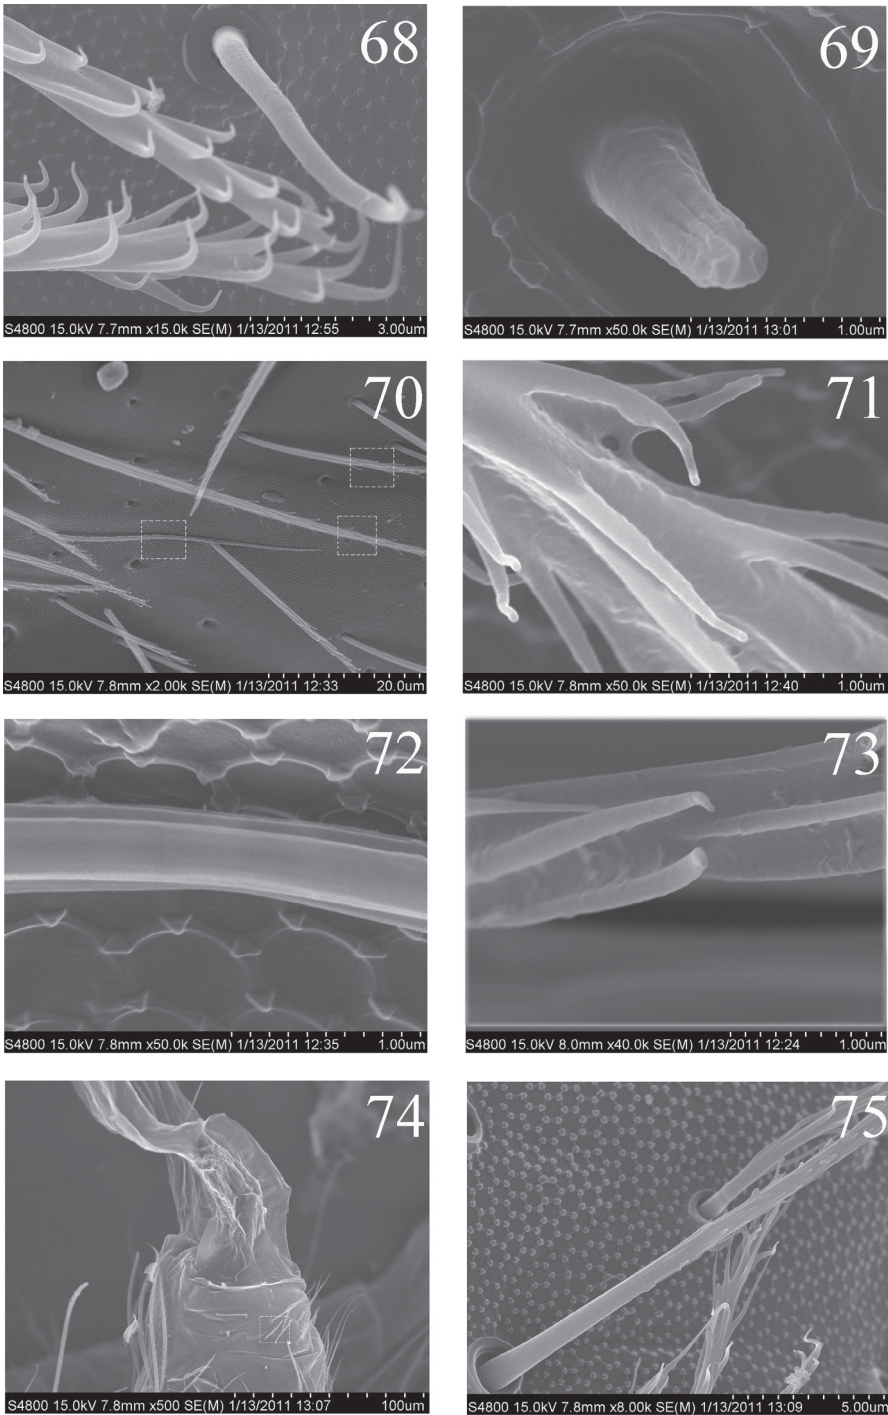 68
S4800 15.0kV 7.7mm x15.0k SE(M) 1/13/2011 12:55 3.00um
69
S4800 15.0kV 7.7mm x50.0k SE(M) 1/13/2011 13:01 1.00um
70
S4800 15.0kV 7.8mm x2.00k SE(M) 1/13/2011 12:33 20.0um
71
S4800 15.0kV 7.8mm x50.0k SE(M) 1/13/2011 12:40 1.00um
72
S4800 15.0kV 7.8mm x50.0k SE(M) 1/13/2011 12:35 1.00um
73
S4800 15.0kV 8.0mm x40.0k SE(M) 1/13/2011 12:24 1.00um
74
S4800 15.0kV 7.8mm x500 SE(M) 1/13/2011 13:07 100um
75
S4800 15.0kV 7.8mm x8.00k SE(M) 1/13/2011 13:09 5.00um